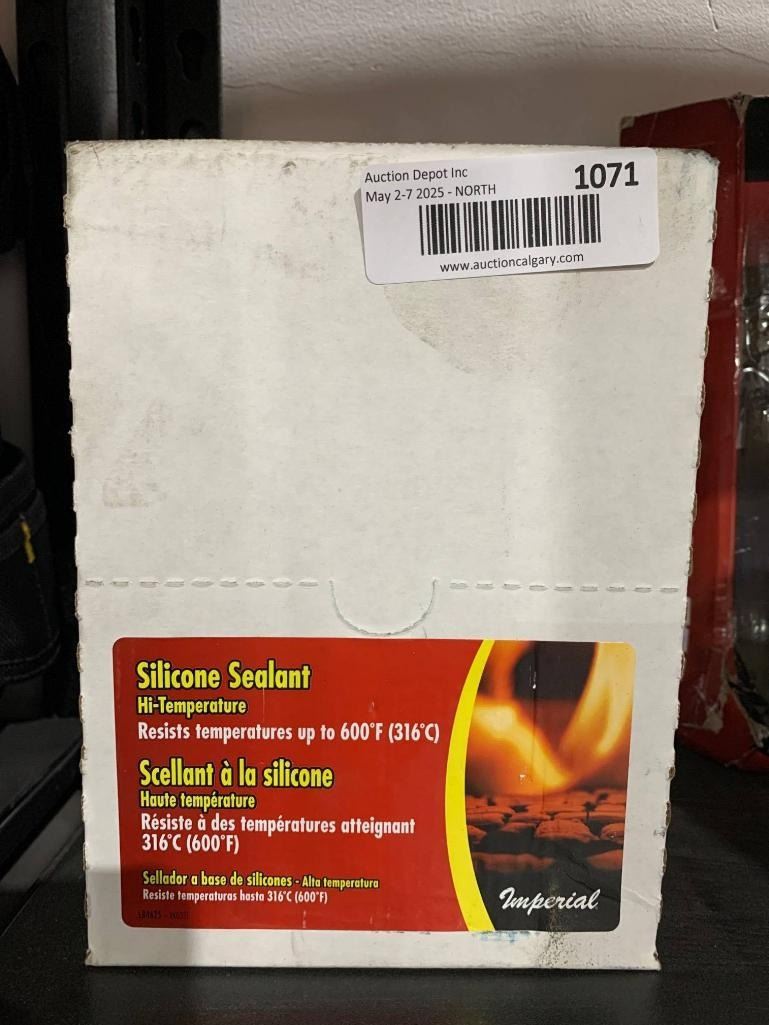 Auction Depot Inc
May 2-7 2025 - NORTH
1071
www.auctioncalgary.com
Silicone Sealant
Hi-Temperature
Resists temperatures up to 600°F (316°C)
Scellant à la silicone
Haute température
Résiste à des températures atteignant
316°C (600°F)
Sellador a base de silicones - Alta temperatura
Resiste temperaturas hasta 316°C (600°F)
Imperial